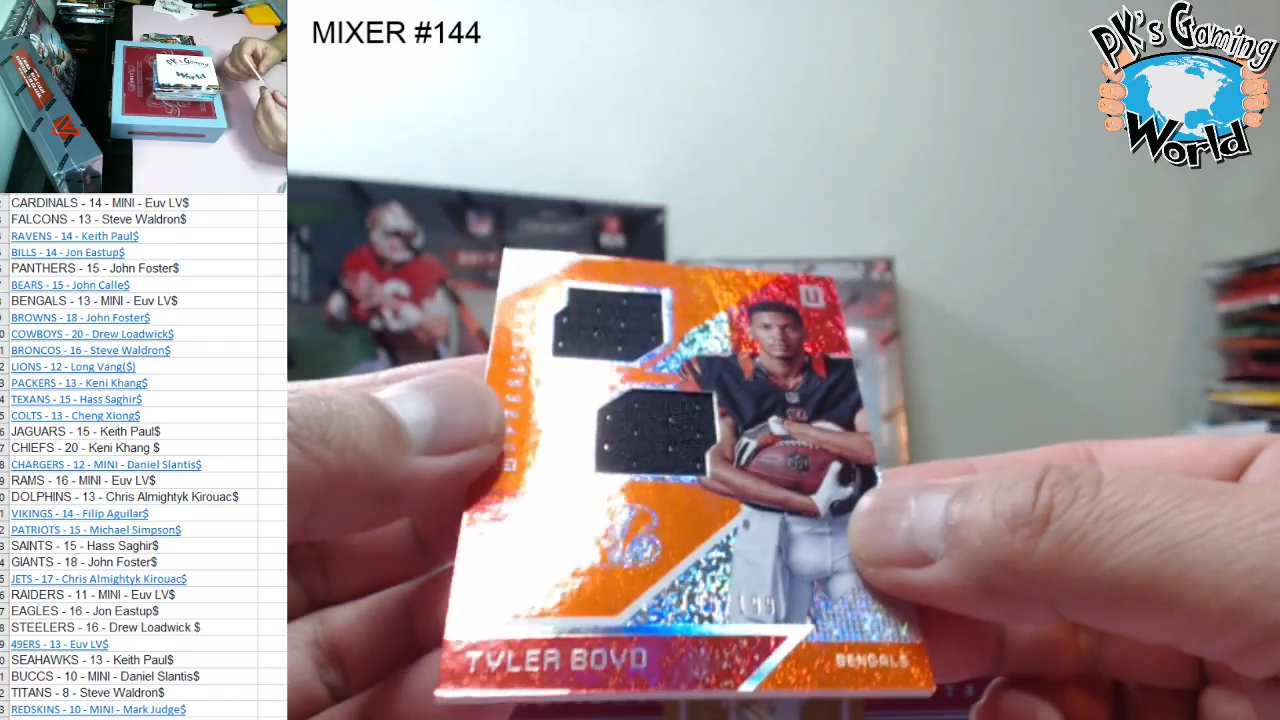 MIXER #144
PK's Gaming
World
PK's Gaming
World
CARDINALS - 14 - MINI - Euv LV$
FALCONS - 13 - Steve Waldron$
RAVENS - 14 - Keith Paul$
BILLS - 14 - Jon Eastup$
PANTHERS - 15 - John Foster$
BEARS - 15 - John Calle$
BENGALS - 13 - MINI - Euv LV$
BROWNS - 18 - John Foster$
COWBOYS - 20 - Drew Loadwick$
BRONCOS - 16 - Steve Waldron$
LIONS - 12 - Long Vang($)
PACKERS - 13 - Keni Khang$
TEXANS - 15 - Hass Saghir$
COLTS - 13 - Cheng Xiong$
JAGUARS - 15 - Keith Paul$
CHIEFS - 20 - Keni Khang $
CHARGERS - 12 - MINI - Daniel Slantis$
RAMS - 16 - MINI - Euv LV$
DOLPHINS - 13 - Chris Almightyk Kirouac$
VIKINGS - 14 - Filip Aguilar$
PATRIOTS - 15 - Michael Simpson$
SAINTS - 15 - Hass Saghir$
GIANTS - 18 - John Foster$
JETS - 17 - Chris Almightyk Kirouac$
RAIDERS - 11 - MINI - Euv LV$
EAGLES - 16 - Jon Eastup$
STEELERS - 16 - Drew Loadwick $
49ERS - 13 - Euv LV$
SEAHAWKS - 13 - Keith Paul$
BUCCS - 10 - MINI - Daniel Slantis$
TITANS - 8 - Steve Waldron$
REDSKINS - 10 - MINI - Mark Judge$
U
NFL
TYLER BOYD
BENGALS